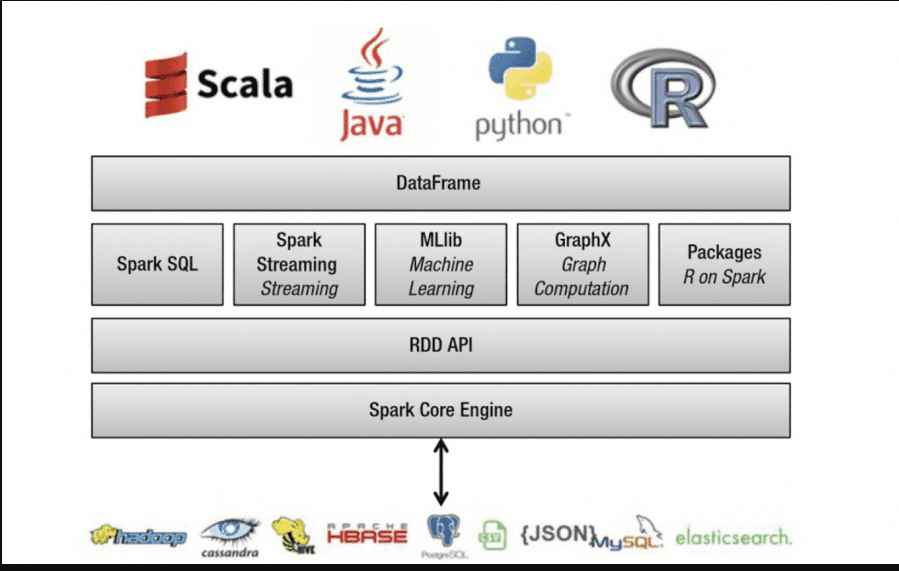 Scala
Java
python™
R
DataFrame
Spark SQL
Spark
Streaming
Streaming
MLlib
Machine
Learning
GraphX
Graph
Computation
Packages
R on Spark
RDD API
Spark Core Engine
hadoop
cassandra
HIVE
APACHE
HBASE
PostgreSQL
CSV
{JSON}
MySQL
elasticsearch.